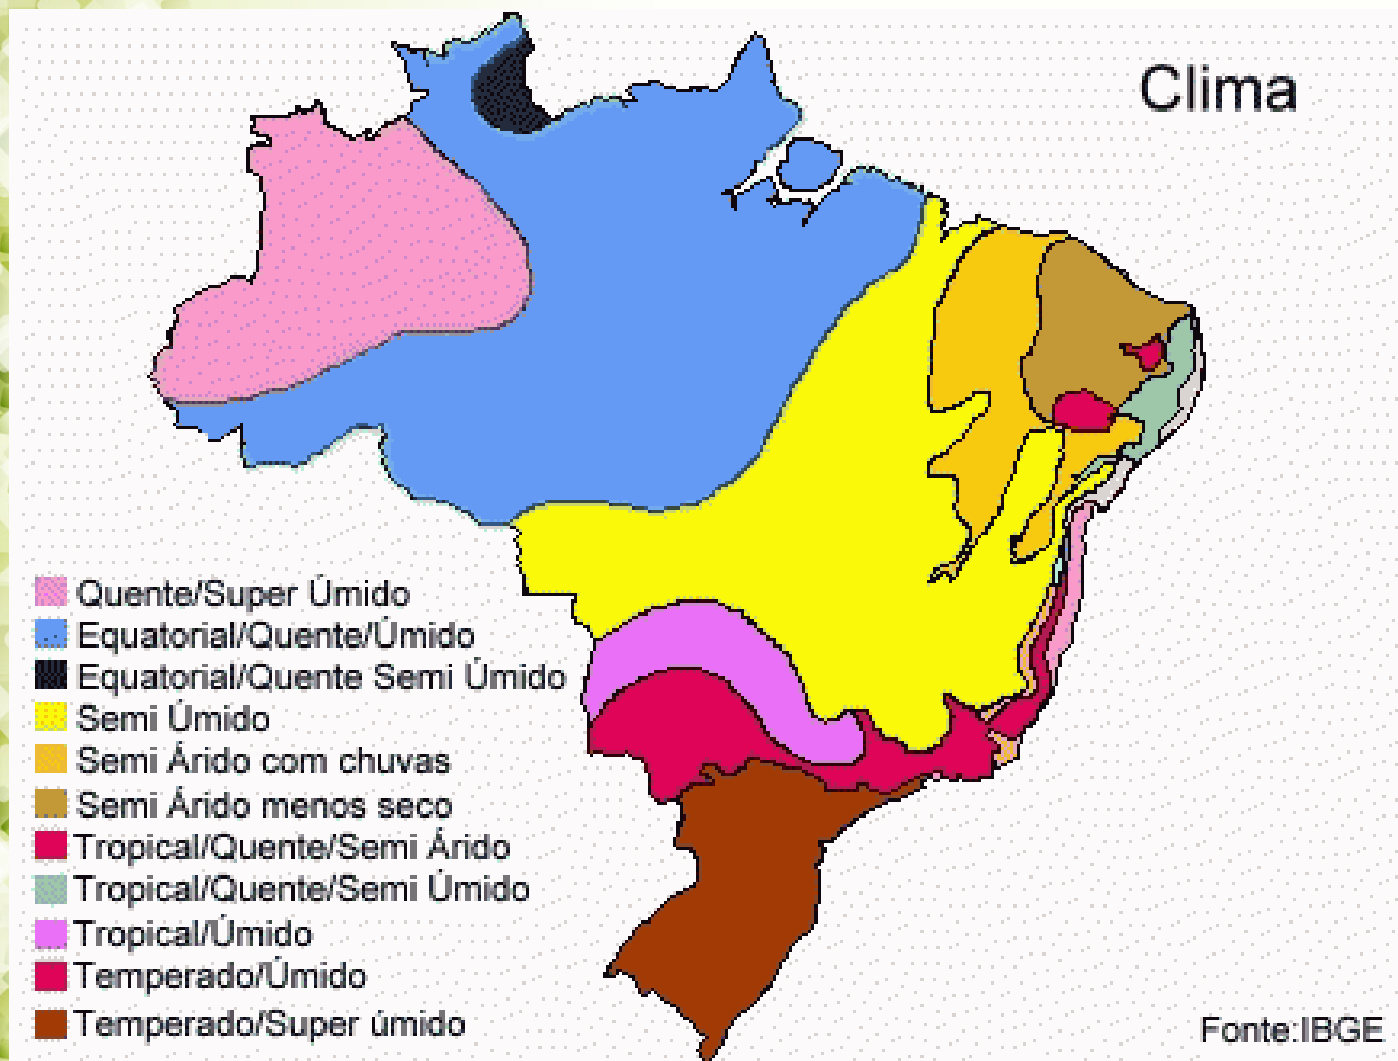 Clima
Quente/Super Úmido
Equatorial/Quente/Úmido
Equatorial/Quente Semi Úmido
Semi Úmido
Semi Árido com chuvas
Semi Árido menos seco
Tropical/Quente/Semi Árido
Tropical/Quente/Semi Úmido
Tropical/Úmido
Temperado/Úmido
Temperado/Super úmido
Fonte:IBGE